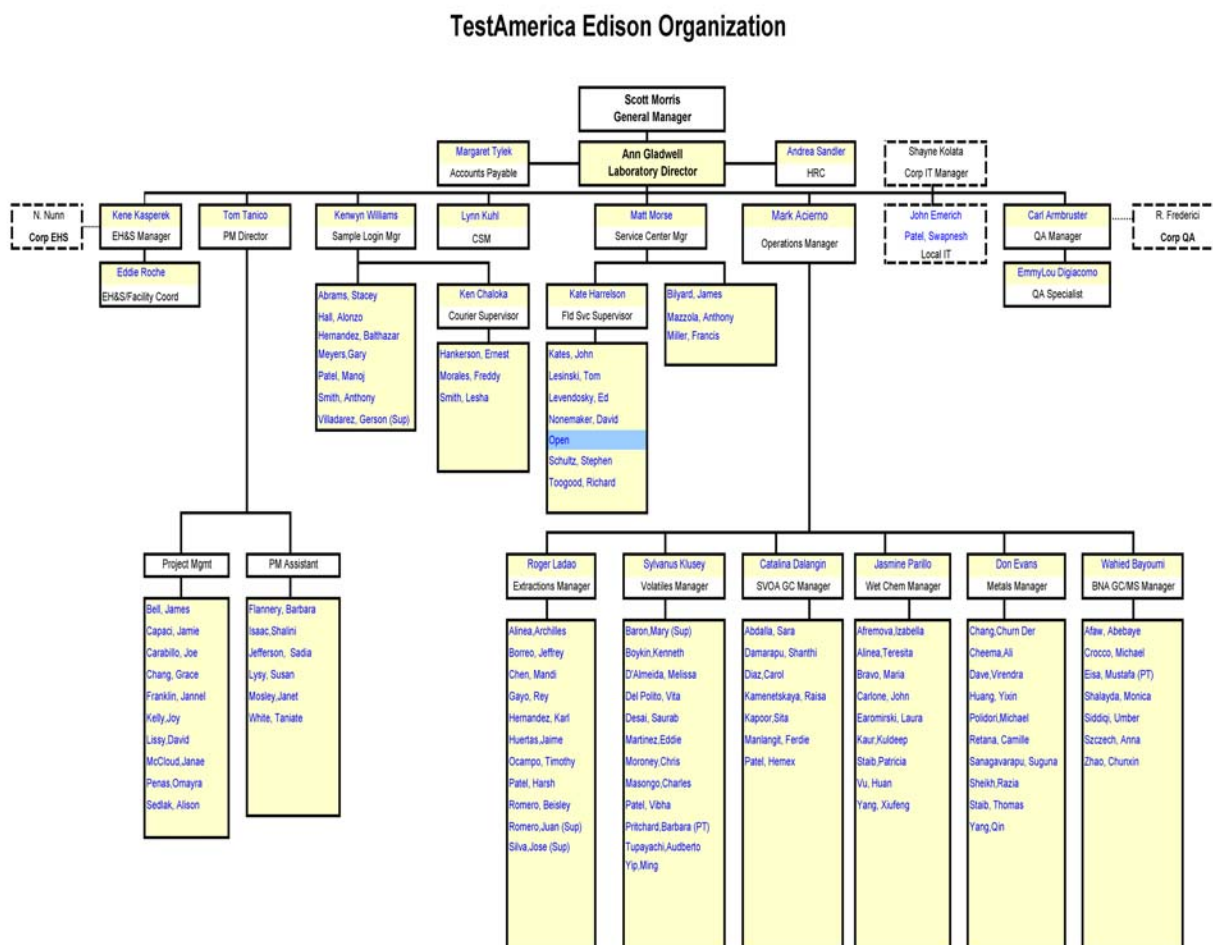 TestAmerica Edison Organization
Scott Morris
General Manager
Margaret Tylek
Accounts Payable
Ann Gladwell
Laboratory Director
Andrea Sandler
HRC
Shayne Kolata
Corp IT Manager
N. Nunn
Corp EHS
Kene Kasperek
EH&S Manager
Tom Tanico
PM Director
Kenwyn Williams
Sample Login Mgr
Lynn Kuhl
CSM
Matt Morse
Service Center Mgr
Mark Acierno
Operations Manager
John Emerich
Patel, Swapnesh
Local IT
Carl Armbruster
QA Manager
R. Frederici
Corp QA
Eddie Roche
EH&S/Facility Coord
EmmyLou Digiacomo
QA Specialist
Abrams, Stacey
Hall, Alonzo
Hernandez, Balthazar
Meyers,Gary
Patel, Manoj
Smith, Anthony
Villadarez, Gerson (Sup)
Ken Chaloka
Courier Supervisor
Hankerson, Ernest
Morales, Freddy
Smith, Lesha
Kate Harrelson
Fld Svc Supervisor
Kates, John
Lesinski, Tom
Levendosky, Ed
Nonemaker, David
Open
Schultz, Stephen
Toogood, Richard
Bilyard, James
Mazzola, Anthony
Miller, Francis
Project Mgmt
Bell, James
Capaci, Jamie
Carabillo, Joe
Chang, Grace
Franklin, Jannel
Kelly,Joy
Lissy,David
McCloud,Janae
Penas,Omayra
Sedlak, Alison
PM Assistant
Flannery, Barbara
Isaac,Shalini
Jefferson, Sadia
Lysy, Susan
Mosley,Janet
White, Taniate
Roger Ladao
Extractions Manager
Alinea,Archilles
Borreo, Jeffrey
Chen, Mandi
Gayo, Rey
Hernandez, Karl
Huertas,Jaime
Ocampo, Timothy
Patel, Harsh
Romero, Beisley
Romero,Juan (Sup)
Silva,Jose (Sup)
Sylvanus Klusey
Volatiles Manager
Baron,Mary (Sup)
Boykin,Kenneth
D'Almeida, Melissa
Del Polito, Vita
Desai, Saurab
Martinez,Eddie
Moroney,Chris
Masongo,Charles
Patel, Vibha
Pritchard,Barbara (PT)
Tupayachi,Audberto
Yip,Ming
Catalina Dalangin
SVOA GC Manager
Abdalla, Sara
Damarapu, Shanthi
Diaz,Carol
Kamenetskaya, Raisa
Kapoor,Sita
Manlangit, Ferdie
Patel, Hemex
Jasmine Parillo
Wet Chem Manager
Afremova,Izabella
Alinea,Teresita
Bravo, Maria
Carlone, John
Earomirski, Laura
Kaur,Kuldeep
Staib,Patricia
Vu, Huan
Yang, Xiufeng
Don Evans
Metals Manager
Chang,Churn Der
Cheema,Ali
Dave,Virendra
Huang, Yixin
Polidori,Michael
Retana, Camille
Sanagavarapu, Suguna
Sheikh,Razia
Staib, Thomas
Yang,Qin
Wahied Bayoumi
BNA GC/MS Manager
Afaw, Abebaye
Crocco, Michael
Eisa, Mustafa (PT)
Shalayda, Monica
Siddiqi, Umber
Szczech, Anna
Zhao, Chunxin